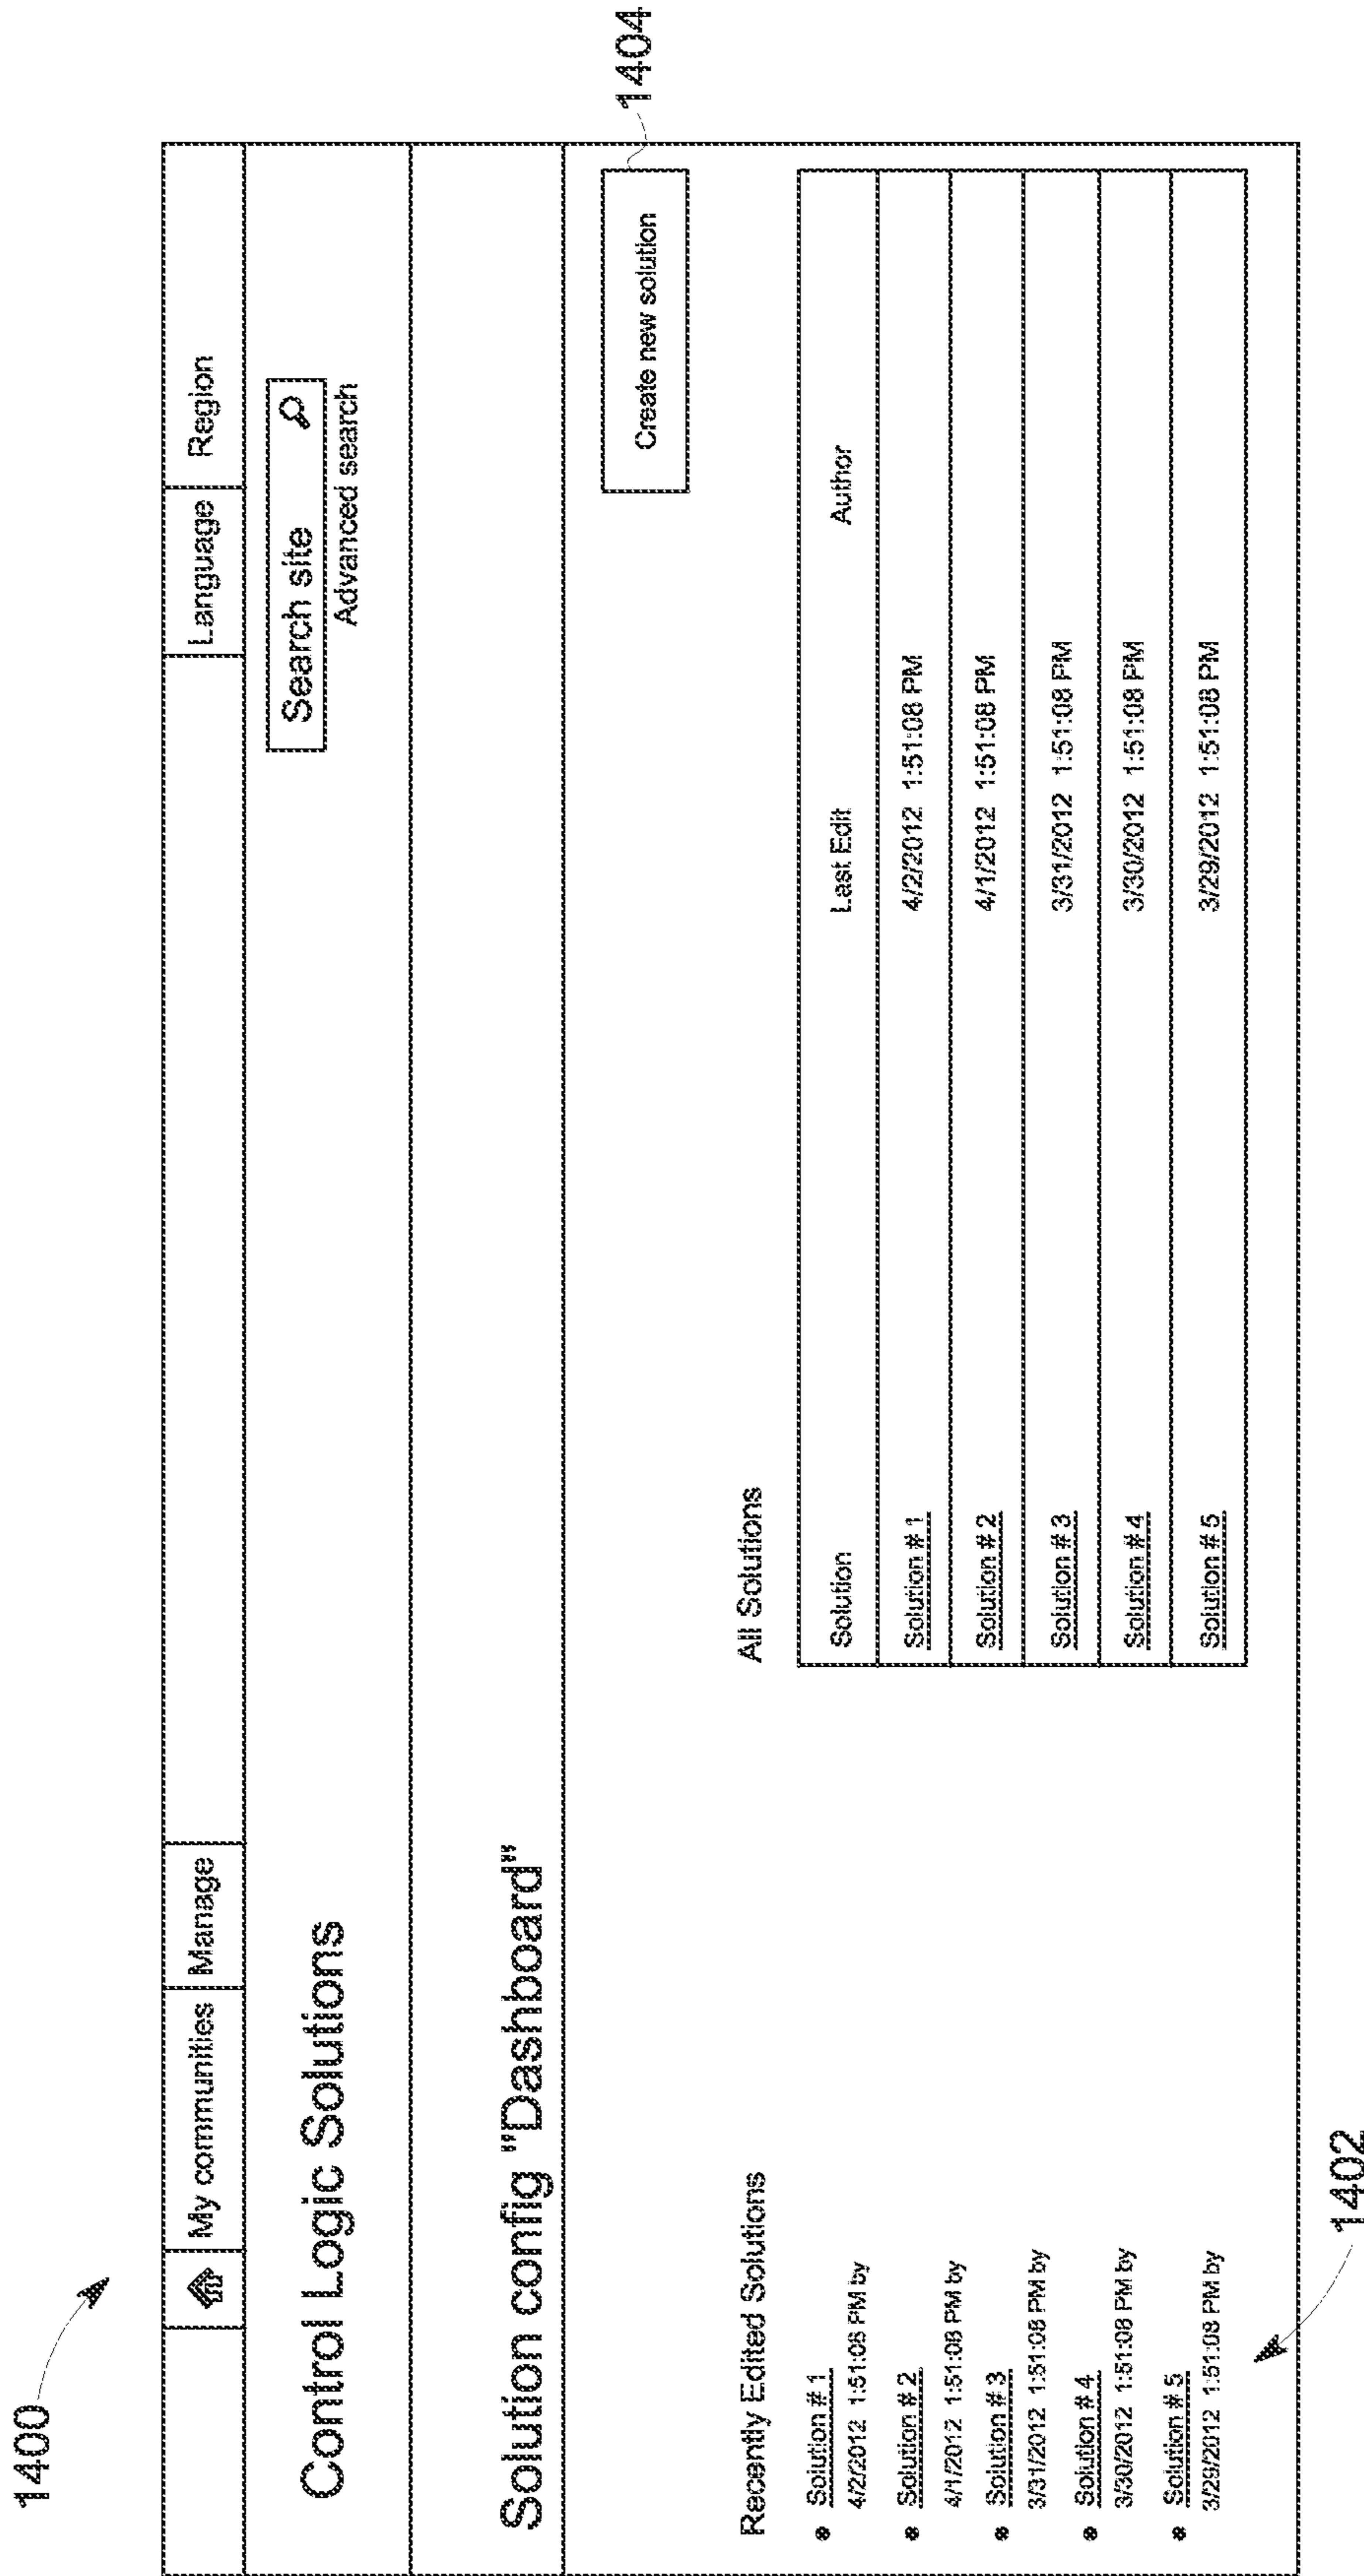 1400
My communities Manage Language Region
Control Logic Solutions
Search site
Advanced search
Solution config "Dashboard"
Create new solution
1404
Recently Edited Solutions
Solution # 1
4/2/2012 1:51:08 PM by
Solution # 2
4/1/2012 1:51:08 PM by
Solution # 3
3/31/2012 1:51:08 PM by
Solution # 4
3/30/2012 1:51:08 PM by
Solution # 5
3/29/2012 1:51:08 PM by
1402
All Solutions
Solution Last Edit Author
Solution # 1 4/2/2012 1:51:08 PM
Solution # 2 4/1/2012 1:51:08 PM
Solution # 3 3/31/2012 1:51:08 PM
Solution # 4 3/30/2012 1:51:08 PM
Solution # 5 3/29/2012 1:51:08 PM